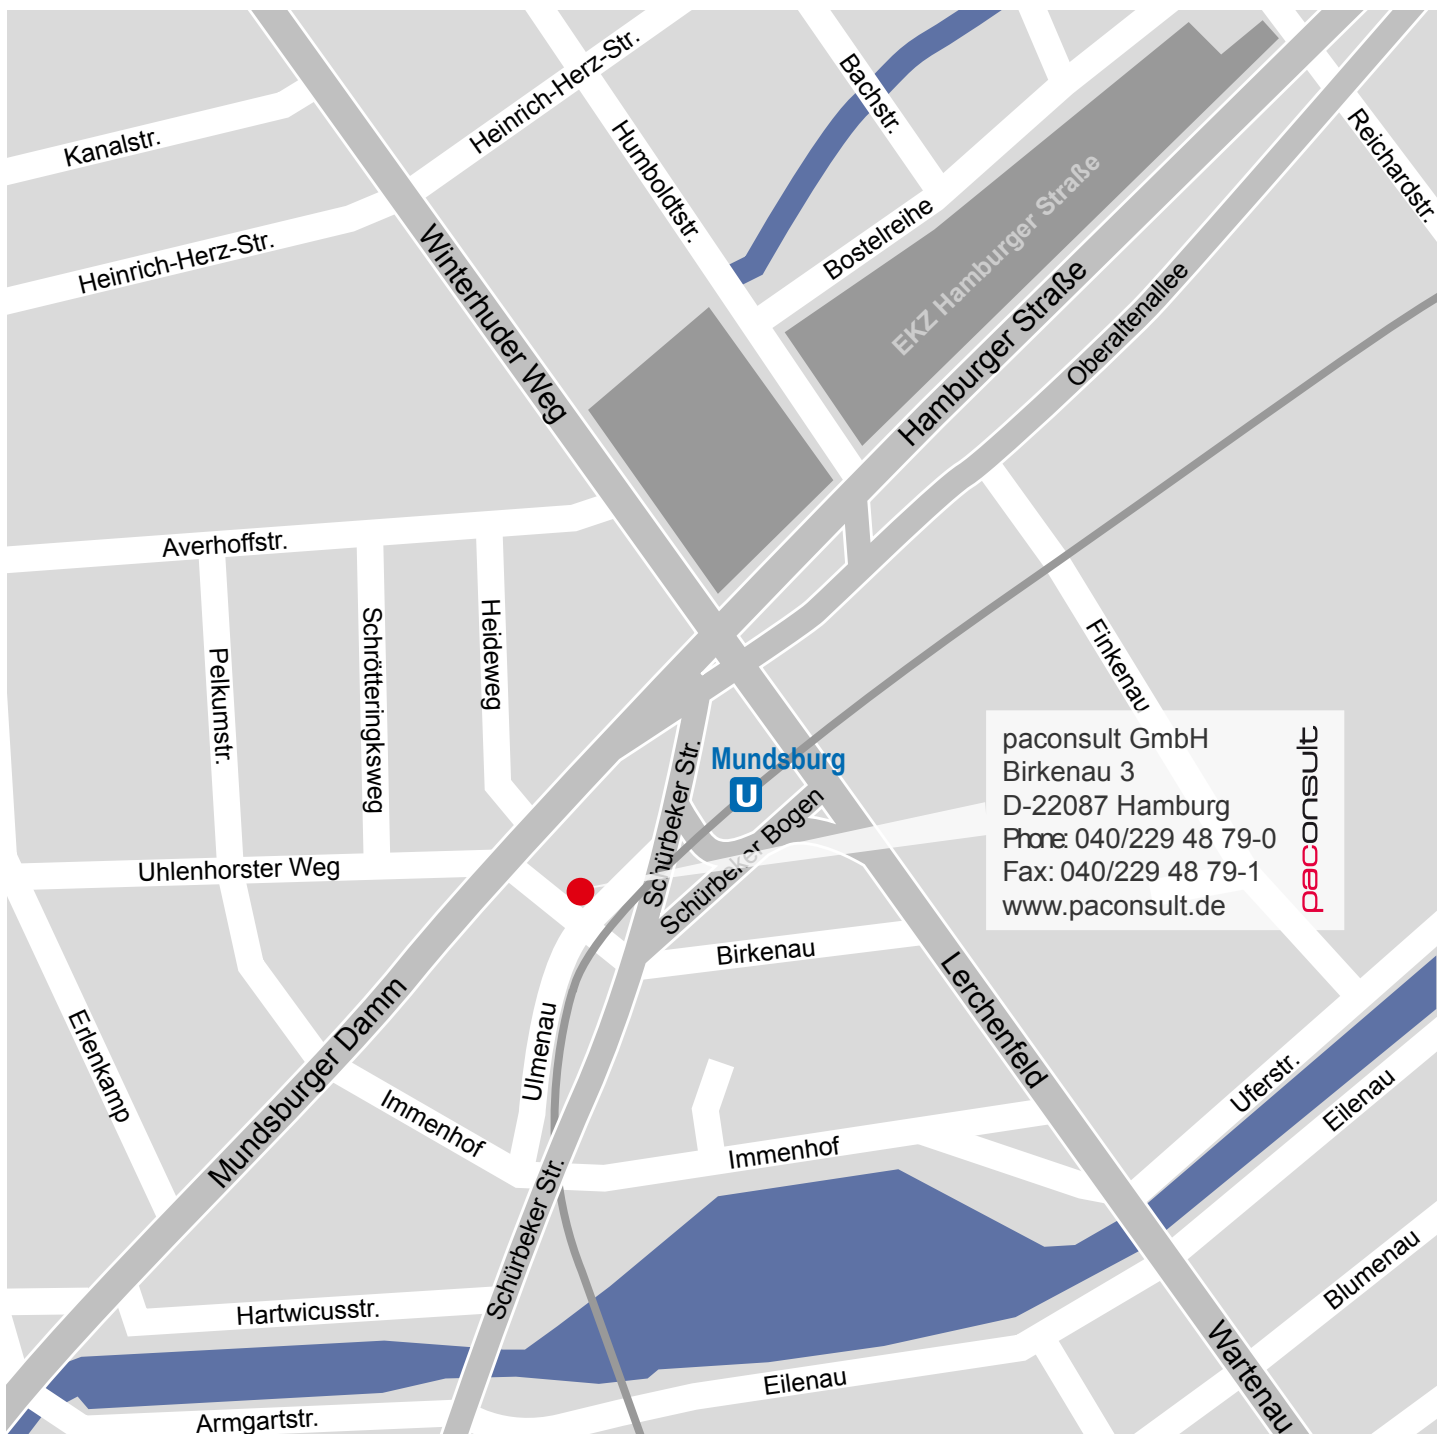 Kanalstr.
Heinrich-Herz-Str.
Heinrich-Herz-Str.
Humboldtstr.
Bachstr.
Bostelreihe
EKZ Hamburger Straße
Reichardstr.
Winterhuder Weg
Hamburger Straße
Oberaltenallee
Averhoffstr.
Pelkumstr.
Schrötteringksweg
Heideweg
Finkenau
Mundsburg
U
Schürbeker Str.
Schürbeker Bogen
paconsult GmbH
Birkenau 3
D-22087 Hamburg
Phone: 040/229 48 79-0
Fax: 040/229 48 79-1
www.paconsult.de
paconsult
Uhlenhorster Weg
Birkenau
Lerchenfeld
Erlenkamp
Mundsburger Damm
Ulmenau
Immenhof
Immenhof
Uferstr.
Eilenau
Schürbeker Str.
Hartwicusstr.
Blumenau
Wartenau
Eilenau
Armgartstr.